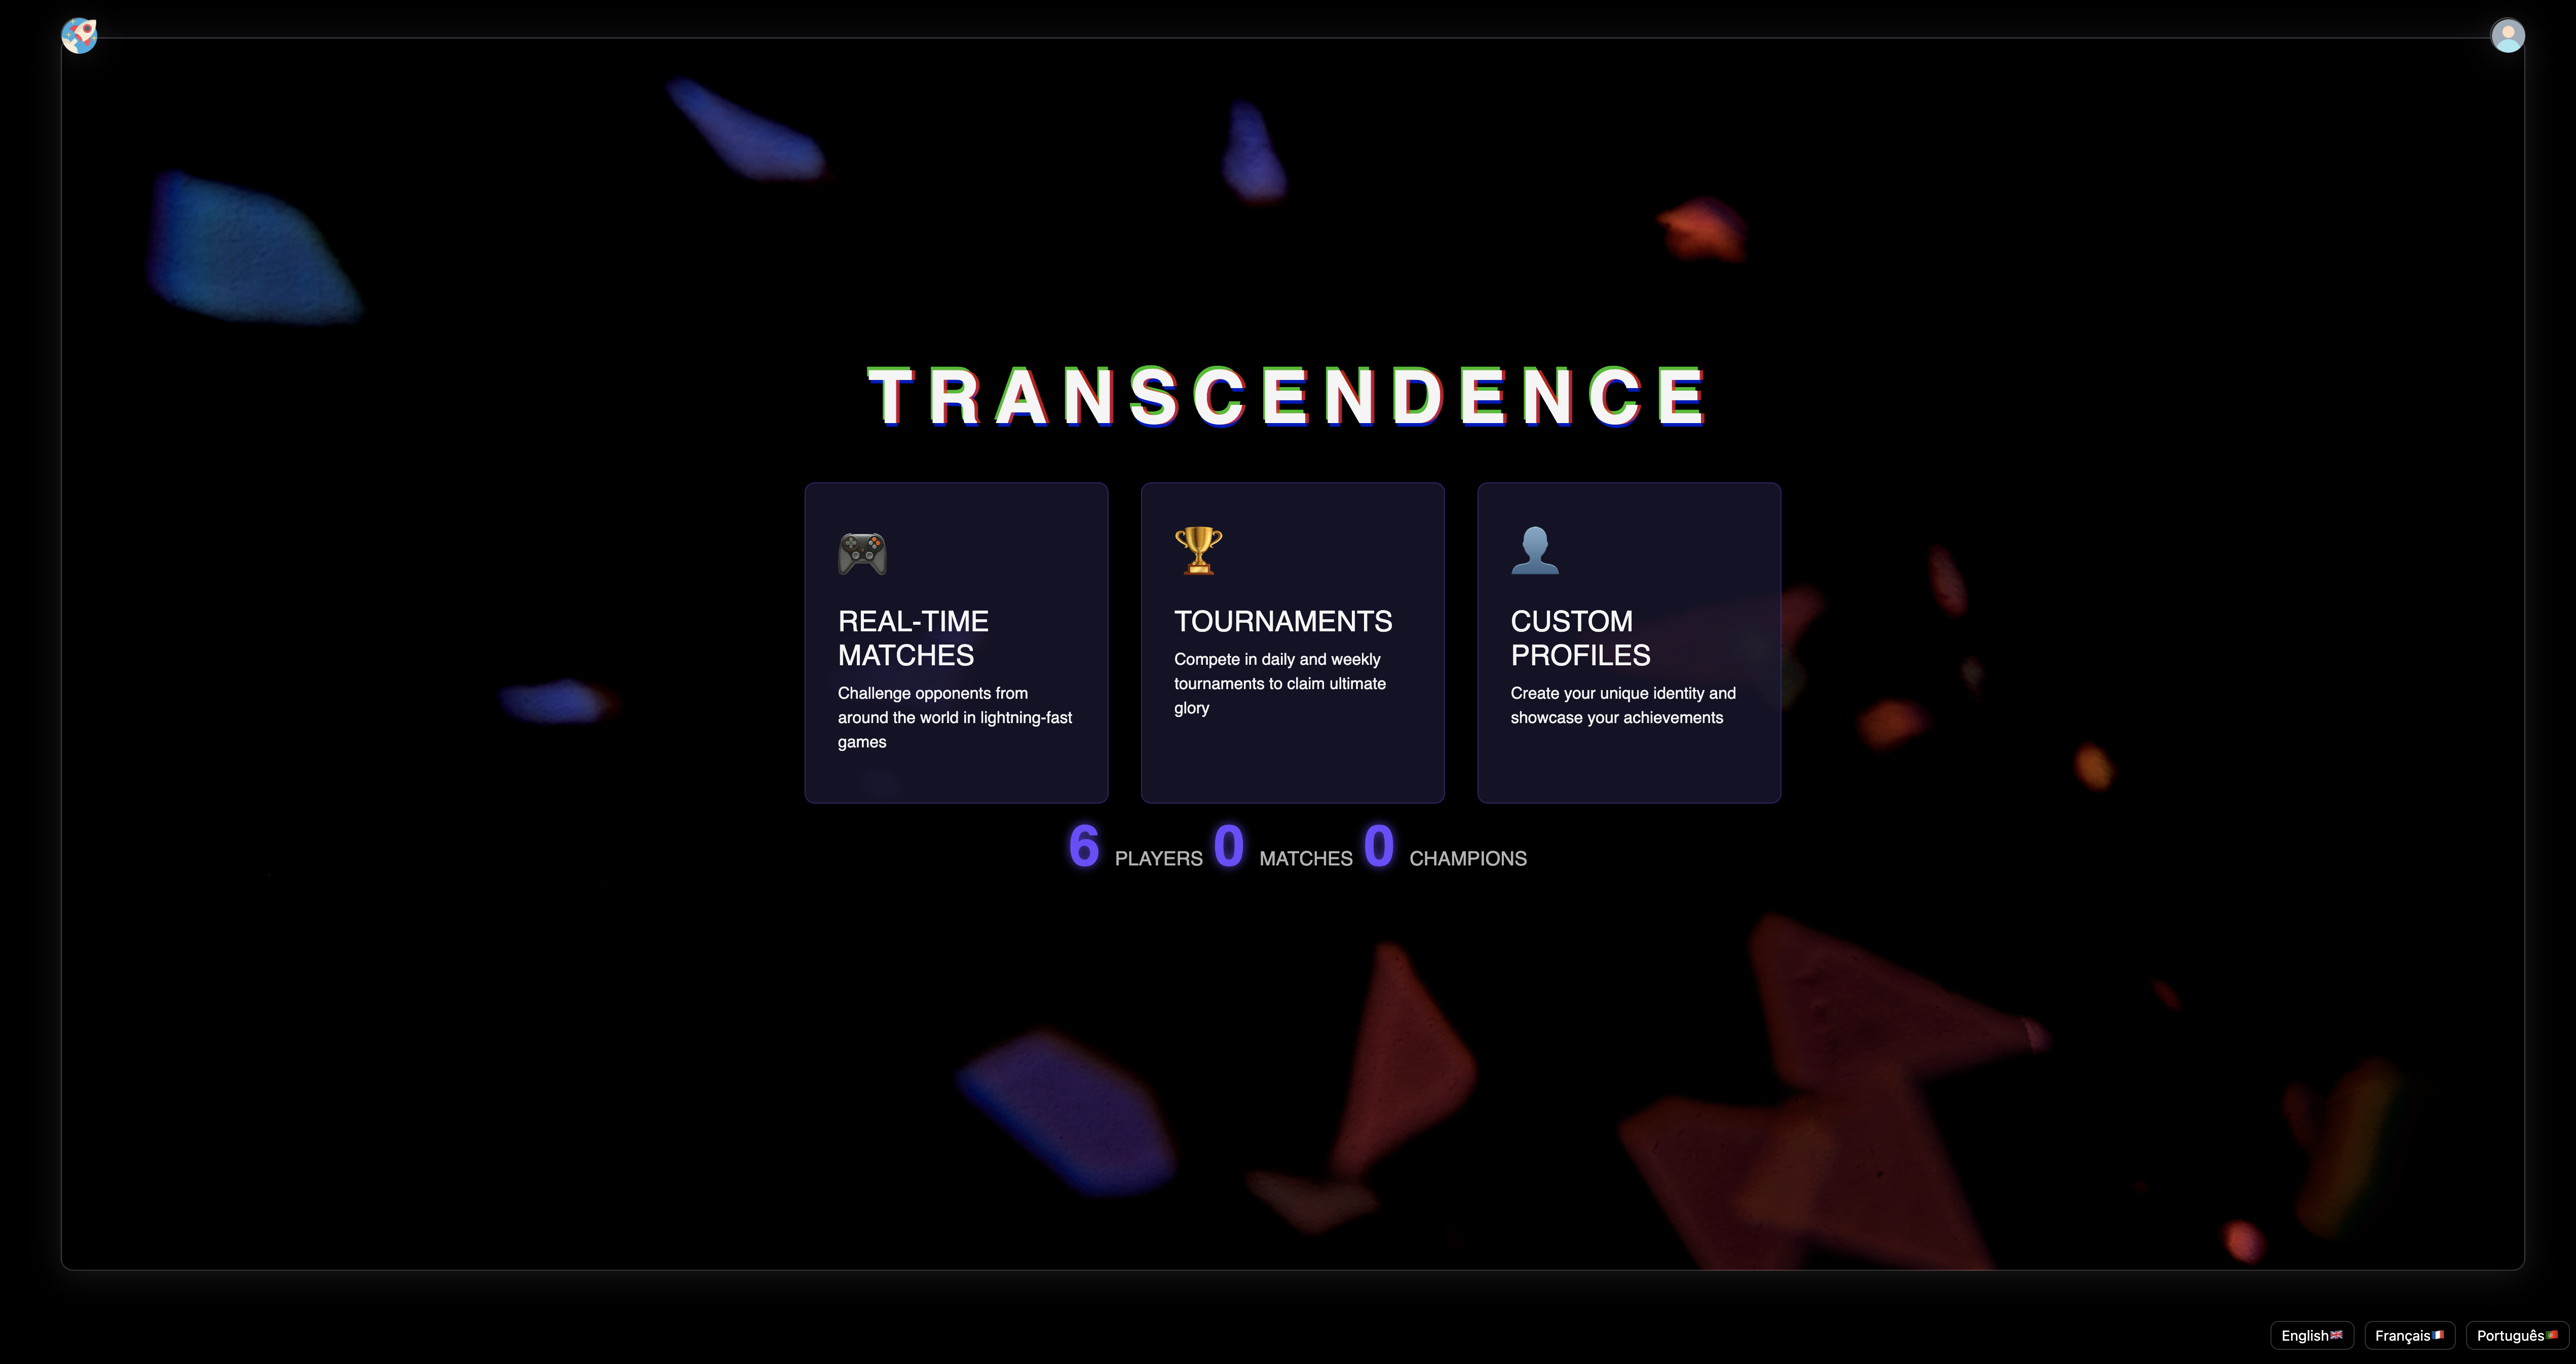 TRANSCENDENCE
REAL-TIME
MATCHES
Challenge opponents from
around the world in lightning-fast
games
TOURNAMENTS
Compete in daily and weekly
tournaments to claim ultimate
glory
CUSTOM
PROFILES
Create your unique identity and
showcase your achievements
6 PLAYERS 0 MATCHES 0 CHAMPIONS
English Français Português